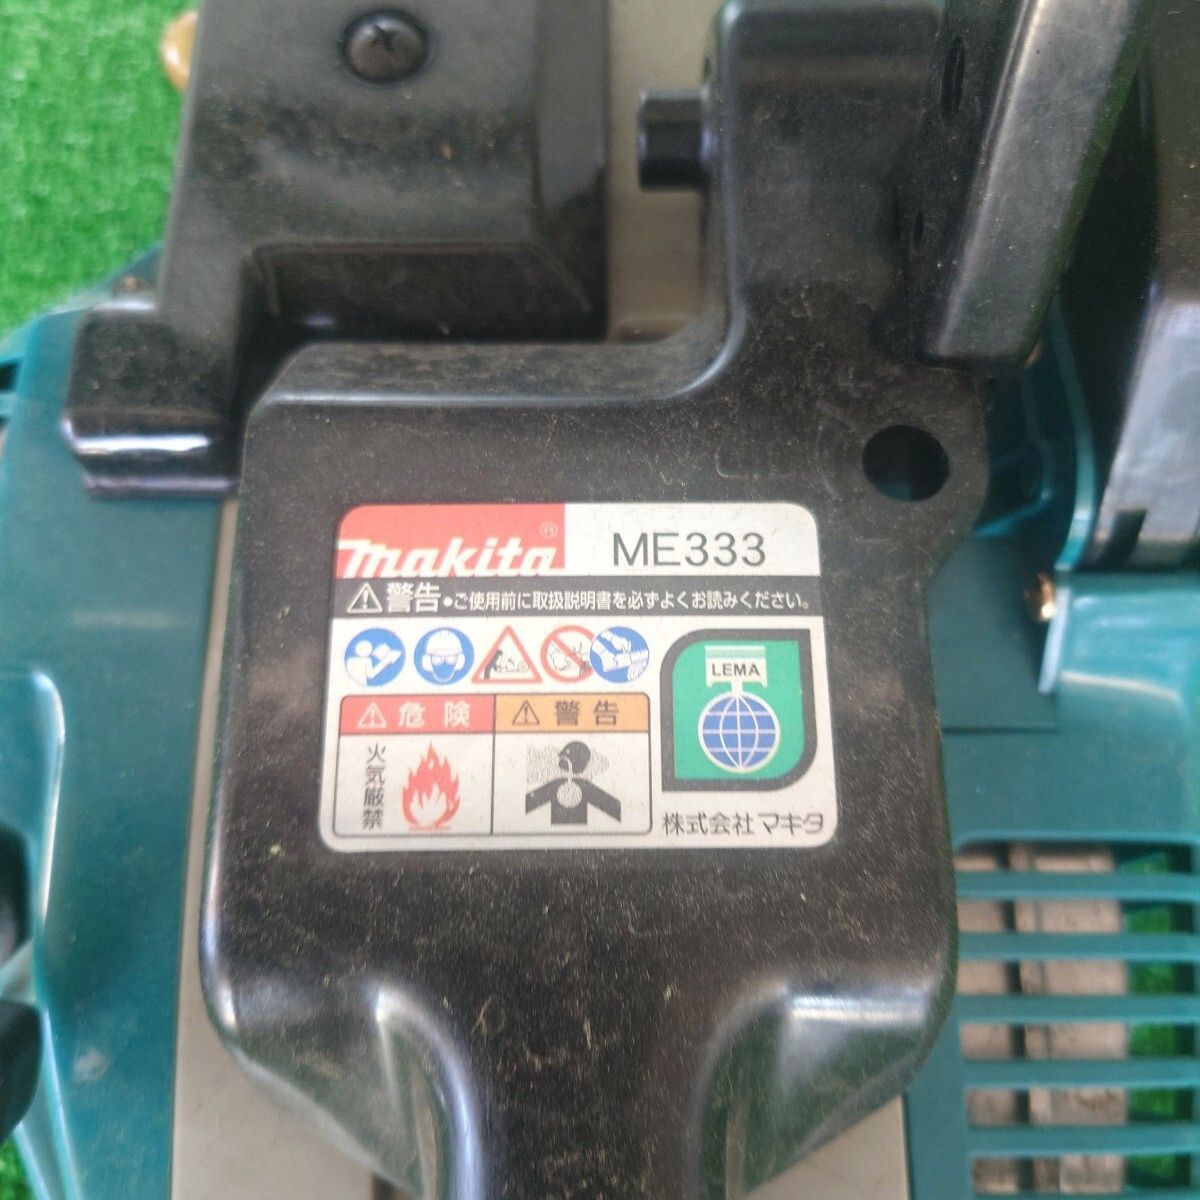 makita® ME333
警告・ご使用前に取扱説明書を必ずよくお読みください。
危険 警告
火気厳禁
LEMA
株式会社 マキタ